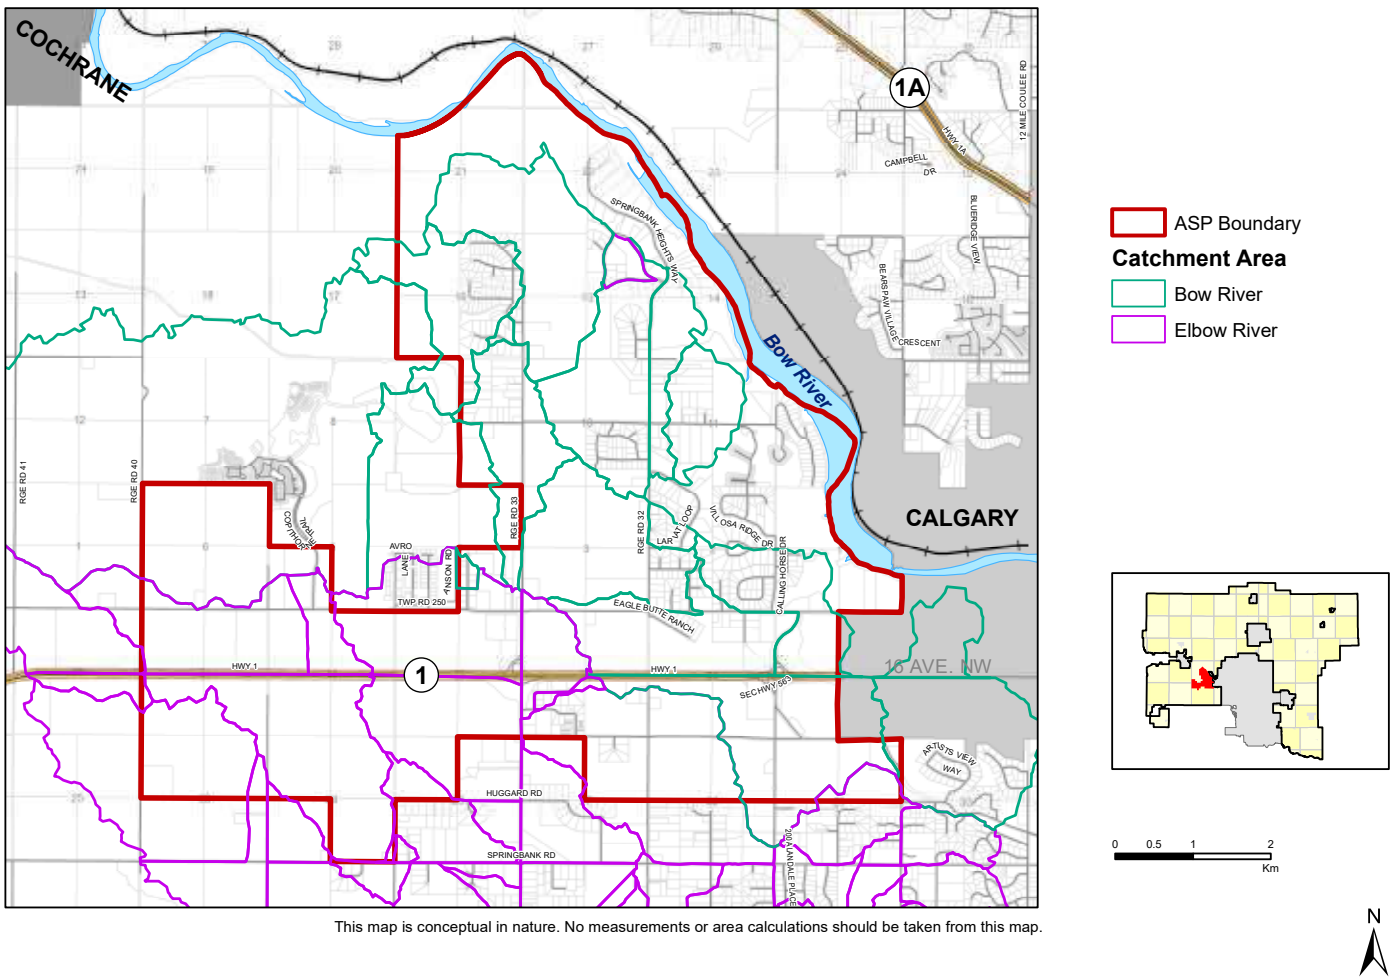 COCHRANE
1A
HWY 1A
12 MILE COULEE RD
CAMPBELL
DR
BLUERIDGE VIEW
SPRINGBANK HEIGHTS WAY
BEARSPAW VILLAGE
CRESCENT
Bow River
RGE RD 41
RGE RD 40
RGE RD 33
RGE RD 32
CALGARY
VILLOSA RIDGE
DR
CALLING HORSE DR
AVRO
LANE
TWP RD 250
EAGLE BUTTE RANCH
HWY 1
1
HWY 1
SEC HWY 563
16 AVE. NW
ARTISTS VIEW
WAY
HUGGARD RD
SPRINGBANK RD
200 ALANDALE PLACE
ASP Boundary
Catchment Area
Bow River
Elbow River
0 0.5 1 2
Km
N
This map is conceptual in nature. No measurements or area calculations should be taken from this map.